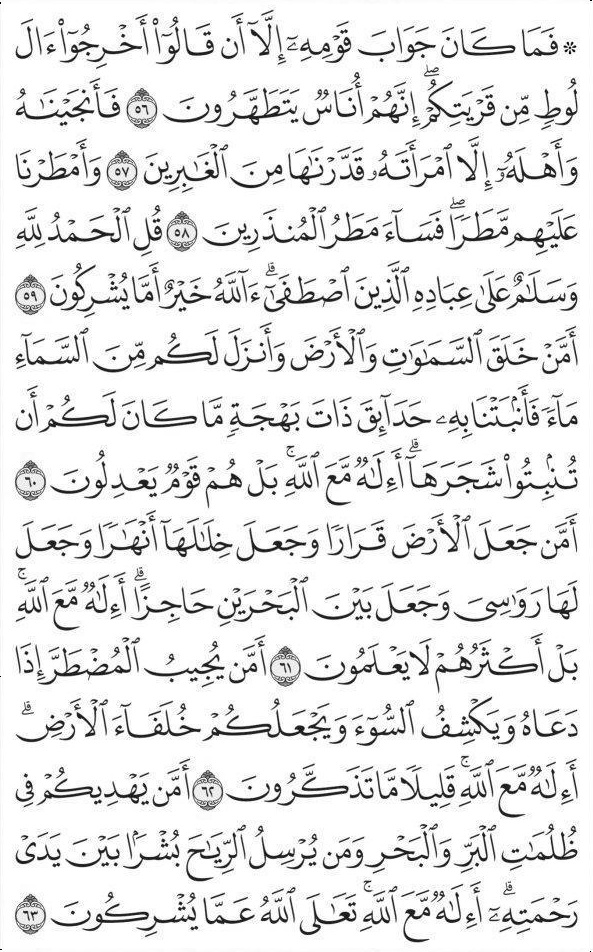 ۞ فَمَا كَانَ جَوَابَ قَوْمِهِۦٓ إِلَّآ أَن قَالُوٓا۟ أَخْرِجُوٓا۟ ءَالَ
لُوطٍ مِّن قَرْيَتِكُمْ ۖ إِنَّهُمْ أُنَاسٌ يَتَطَهَّرُونَ ٥٦ فَأَنجَيْنَٰهُ
وَأَهْلَهُۥٓ إِلَّا ٱمْرَأَتَهُۥ قَدَّرْنَٰهَا مِنَ ٱلْغَٰبِرِينَ ٥٧ وَأَمْطَرْنَا
عَلَيْهِم مَّطَرًا ۖ فَسَآءَ مَطَرُ ٱلْمُنذَرِينَ ٥٨ قُلِ ٱلْحَمْدُ لِلَّهِ
وَسَلَٰمٌ عَلَىٰ عِبَادِهِ ٱلَّذِينَ ٱصْطَفَىٰٓ ۗ ءَآللَّهُ خَيْرٌ أَمَّا يُشْرِكُونَ ٥٩
أَمَّنْ خَلَقَ ٱلسَّمَٰوَٰتِ وَٱلْأَرْضَ وَأَنزَلَ لَكُم مِّنَ ٱلسَّمَآءِ
مَآءً فَأَنۢبَتْنَا بِهِۦ حَدَآئِقَ ذَاتَ بَهْجَةٍ مَّا كَانَ لَكُمْ أَن
تُنۢبِتُوا۟ شَجَرَهَآ ۗ أَءِلَٰهٌ مَّعَ ٱللَّهِ ۚ بَلْ هُمْ قَوْمٌ يَعْدِلُونَ ٦٠
أَمَّن جَعَلَ ٱلْأَرْضَ قَرَارًا وَجَعَلَ خِلَٰلَهَآ أَنْهَٰرًا وَجَعَلَ
لَهَا رَوَٰسِىَ وَجَعَلَ بَيْنَ ٱلْبَحْرَيْنِ حَاجِزًا ۗ أَءِلَٰهٌ مَّعَ ٱللَّهِ ۚ
بَلْ أَكْثَرُهُمْ لَا يَعْلَمُونَ ٦١ أَمَّن يُجِيبُ ٱلْمُضْطَرَّ إِذَا
دَعَاهُ وَيَكْشِفُ ٱلسُّوٓءَ وَيَجْعَلُكُمْ خُلَفَآءَ ٱلْأَرْضِ ۗ
أَءِلَٰهٌ مَّعَ ٱللَّهِ ۚ قَلِيلًا مَّا تَذَكَّرُونَ ٦٢ أَمَّن يَهْدِيكُمْ فِى
ظُلُمَٰتِ ٱلْبَرِّ وَٱلْبَحْرِ وَمَن يُرْسِلُ ٱلرِّيَٰحَ بُشْرًۢا بَيْنَ يَدَىْ
رَحْمَتِهِۦٓ ۗ أَءِلَٰهٌ مَّعَ ٱللَّهِ ۚ تَعَٰلَى ٱللَّهُ عَمَّا يُشْرِكُونَ ٦٣